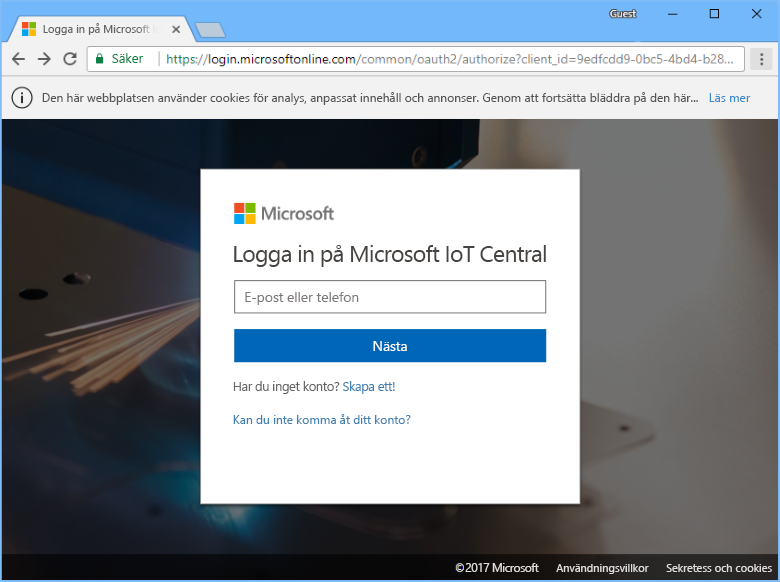 Guest
Logga in på Microsoft
Säker
https://login.microsoftonline.com/common/oauth2/authorize?client_id=9edfcdd9-0bc5-4bd4-b28...
Den här webbplatsen använder cookies för analys, anpassat innehåll och annonser. Genom att fortsätta bläddra på den här... Läs mer
Microsoft
Logga in på Microsoft IoT Central
E-post eller telefon
Nästa
Har du inget konto? Skapa ett!
Kan du inte komma åt ditt konto?
©2017 Microsoft Användningsvillkor Sekretess och cookies